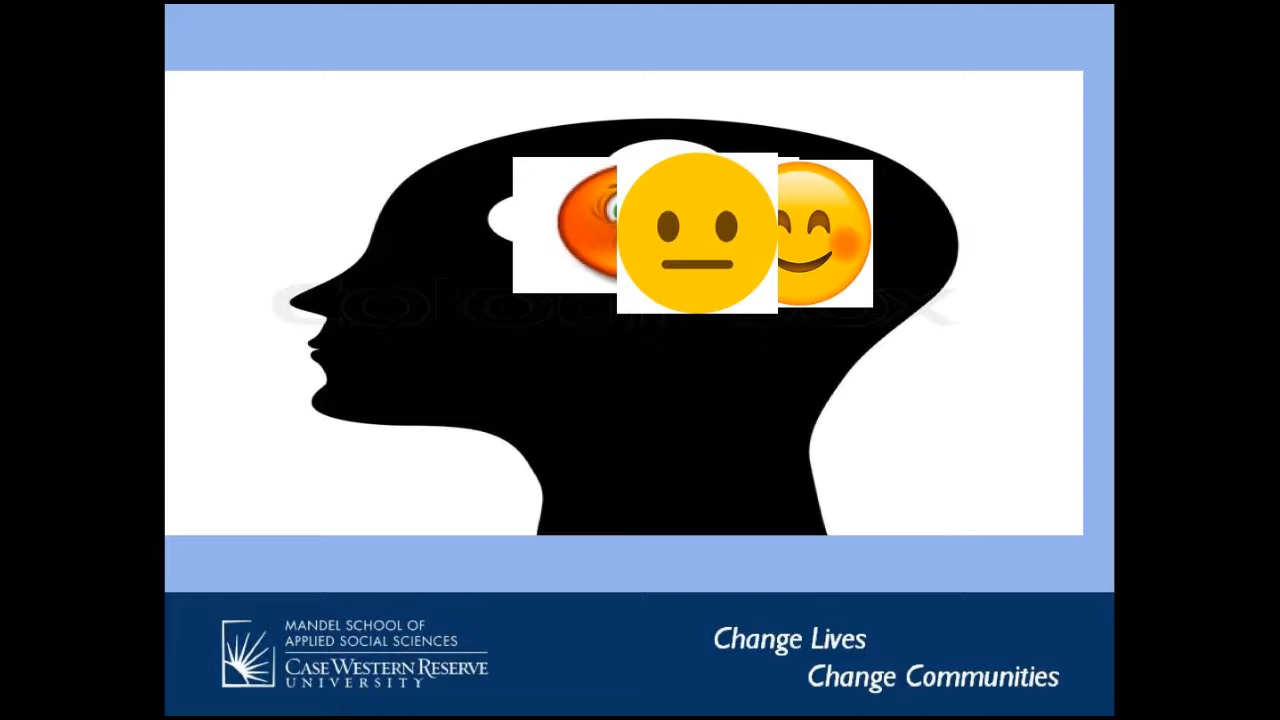 MANDEL SCHOOL OF
APPLIED SOCIAL SCIENCES
CASE WESTERN RESERVE
UNIVERSITY
Change Lives
Change Communities